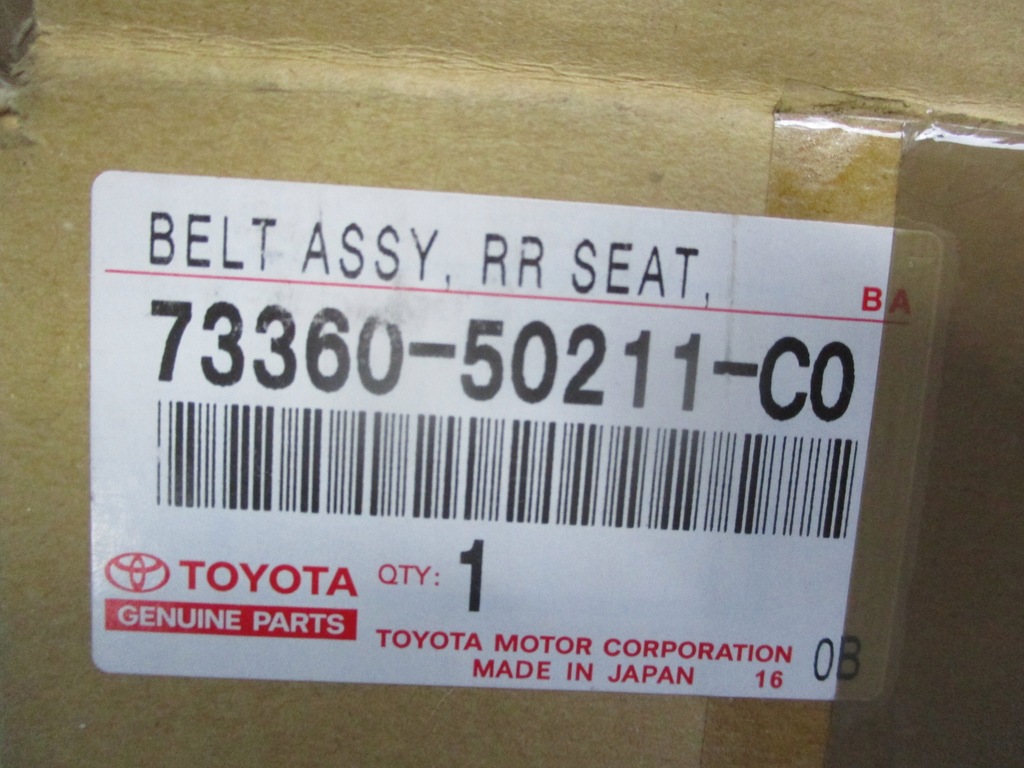 BELT ASSY, RR SEAT,
BA
73360-50211-C0
TOYOTA
GENUINE PARTS
QTY: 1
TOYOTA MOTOR CORPORATION
MADE IN JAPAN 16
0B